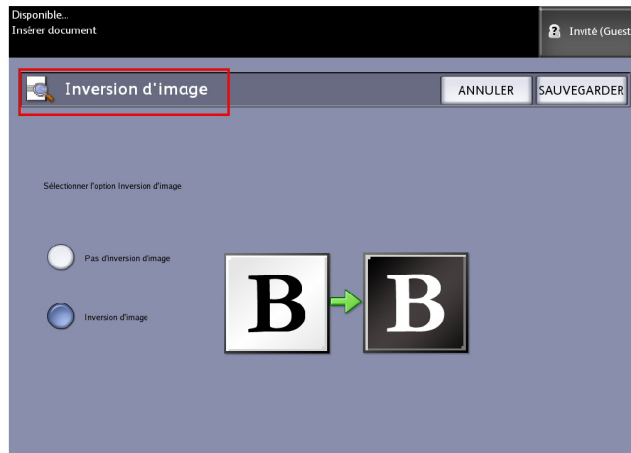 Disponible...
Insérer document
Invité (Guest
Inversion d'image
ANNULER
SAUVEGARDER
Sélectionner l'option Inversion d'image
Pas d'inversion d'image
Inversion d'image
B
B